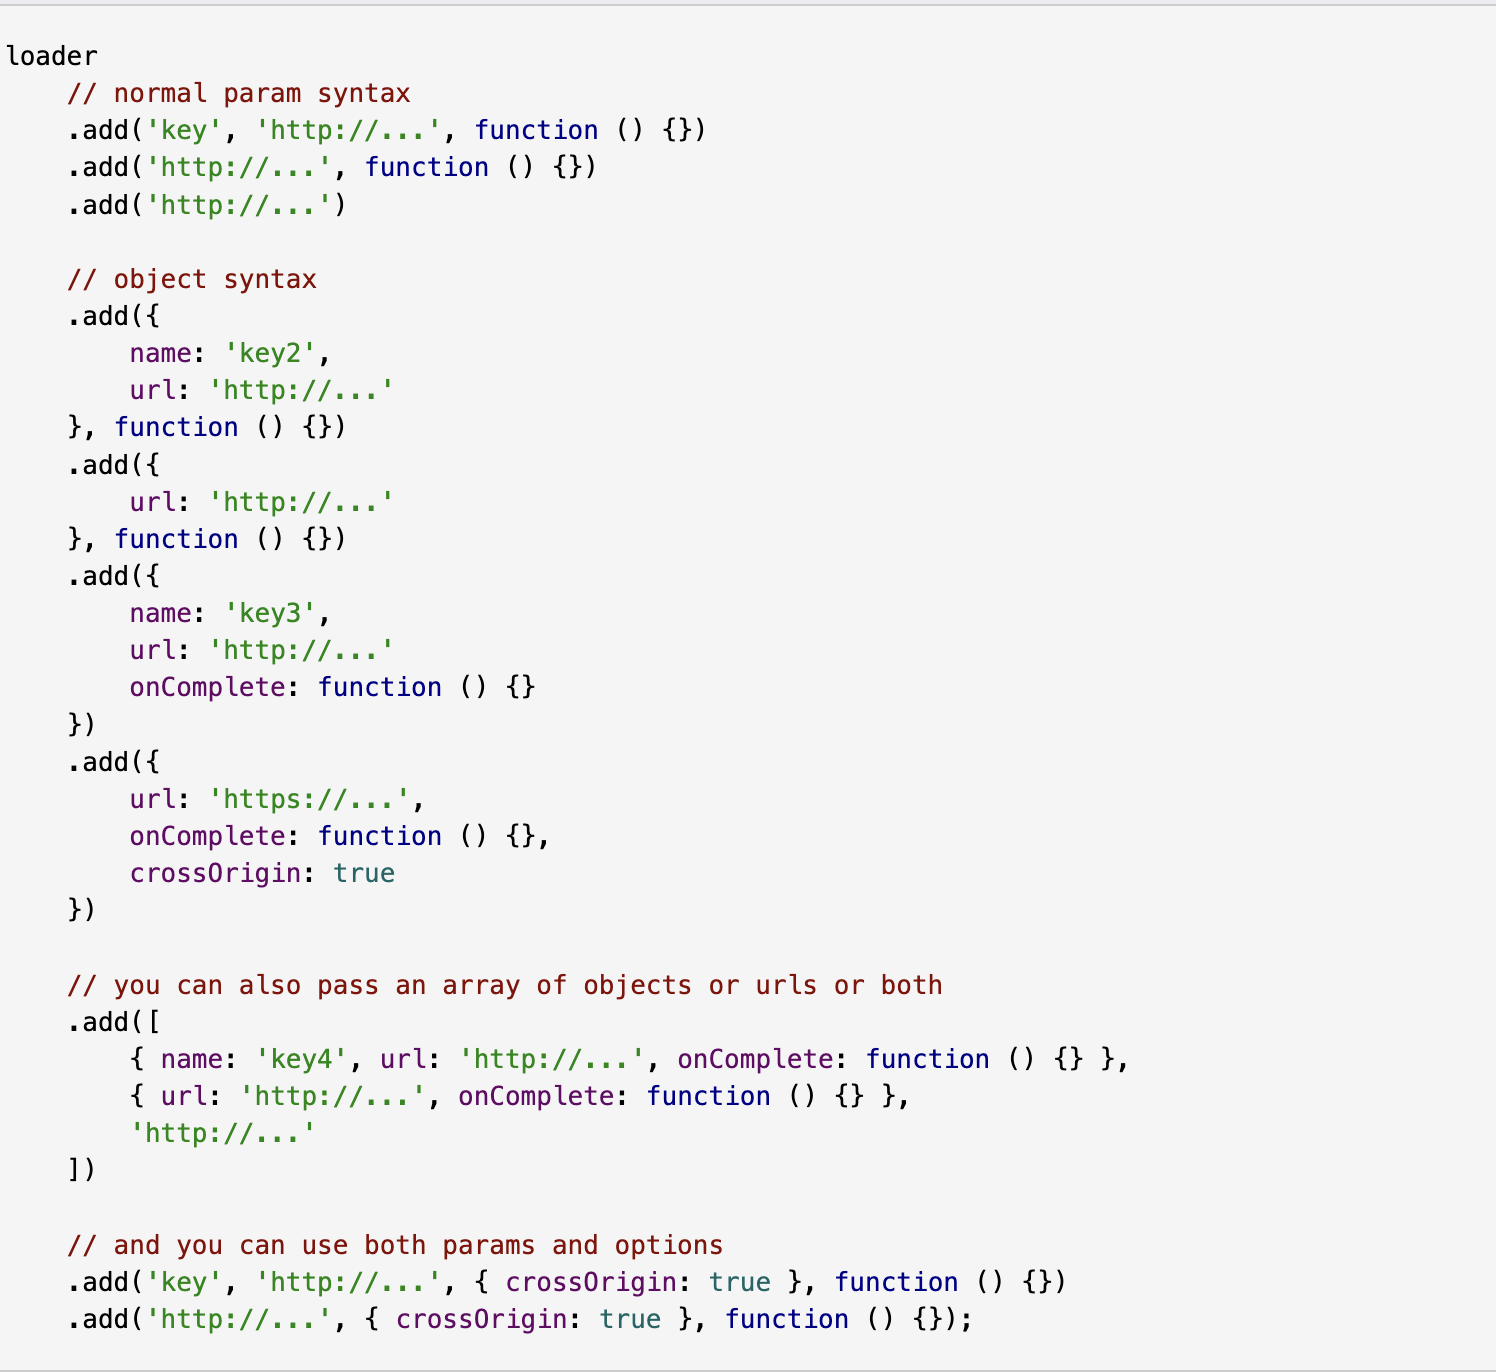 loader
    // normal param syntax
    .add('key', 'http://...', function () {})
    .add('http://...', function () {})
    .add('http://...')

    // object syntax
    .add({
        name: 'key2',
        url: 'http://...'
    }, function () {})
    .add({
        url: 'http://...'
    }, function () {})
    .add({
        name: 'key3',
        url: 'http://...'
        onComplete: function () {}
    })
    .add({
        url: 'https://...',
        onComplete: function () {},
        crossOrigin: true
    })

    // you can also pass an array of objects or urls or both
    .add([
        { name: 'key4', url: 'http://...', onComplete: function () {} },
        { url: 'http://...', onComplete: function () {} },
        'http://...'
    ])

    // and you can use both params and options
    .add('key', 'http://...', { crossOrigin: true }, function () {})
    .add('http://...', { crossOrigin: true }, function () {});